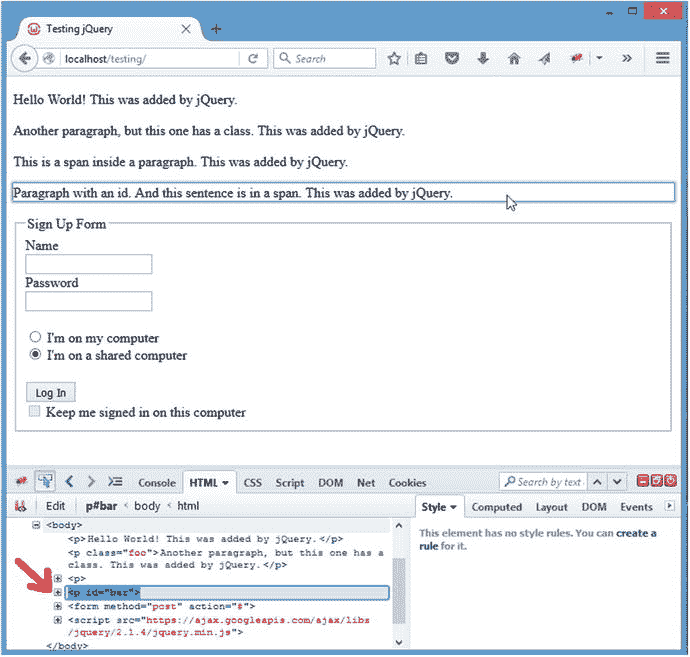 Testing jQuery
localhost/testing/
Search
Hello World! This was added by jQuery.
Another paragraph, but this one has a class. This was added by jQuery.
This is a span inside a paragraph. This was added by jQuery.
Paragraph with an id. And this sentence is in a span. This was added by jQuery.
Sign Up Form
Name
Password
I'm on my computer
I'm on a shared computer
Log In
Keep me signed in on this computer
Console HTML CSS Script DOM Net Cookies
Search by text
Edit p#bar < body < html
Style Computed Layout DOM Events
<body>
<p>Hello World! This was added by jQuery.</p>
<p class="foo">Another paragraph, but this one has a
class. This was added by jQuery.</p>
<p>
<p id="bar">
<form method="post" action="#">
<script src="https://ajax.googleapis.com/ajax/libs
/jquery/2.1.4/jquery.min.js">
</body>
This element has no style rules. You can create a
rule for it.